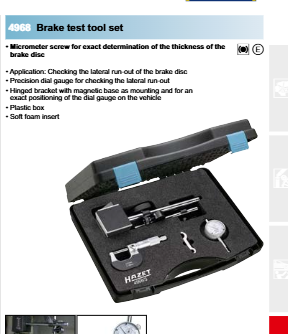 4968 Brake test tool set
• Micrometer screw for exact determination of the thickness of the
brake disc
E
• Application: Checking the lateral run-out of the brake disc
• Precision dial gauge for checking the lateral run-out
• Hinged bracket with magnetic base as mounting and for an
exact positioning of the dial gauge on the vehicle
• Plastic box
• Soft foam insert
HAZET
4968